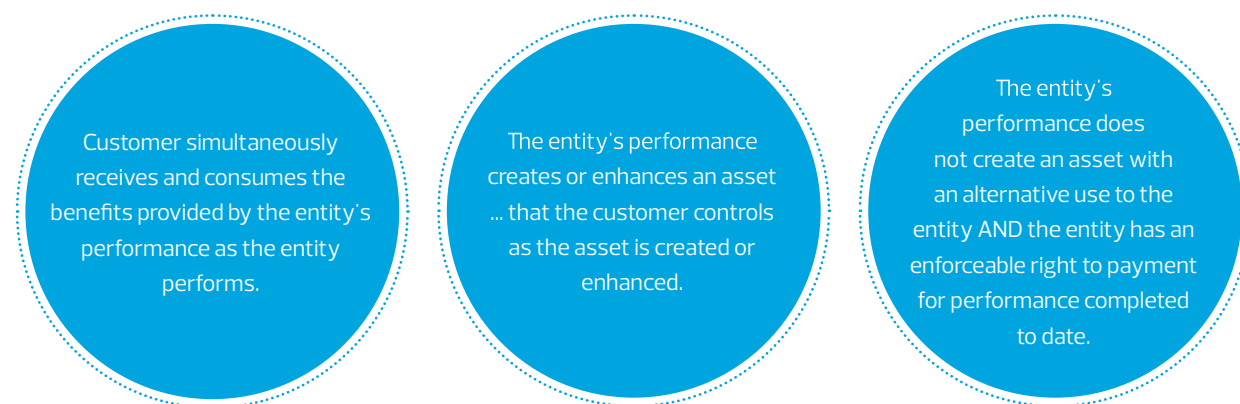 Customer simultaneously
receives and consumes the
benefits provided by the entity's
performance as the entity
performs.
The entity's performance
creates or enhances an asset
... that the customer controls
as the asset is created or
enhanced.
The entity's
performance does
not create an asset with
an alternative use to the
entity AND the entity has an
enforceable right to payment
for performance completed
to date.